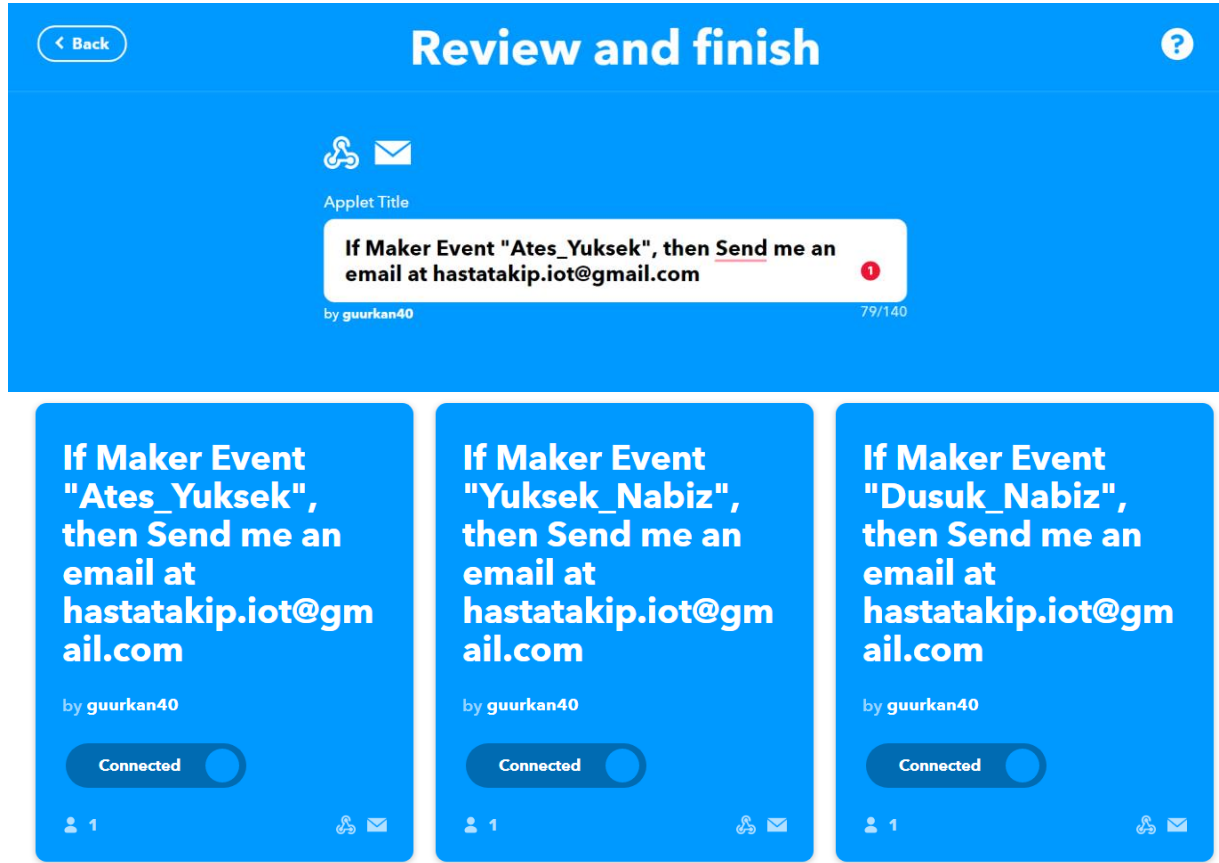 Back
Review and finish
?
Applet Title
If Maker Event "Ates_Yuksek", then Send me an
email at hastatakip.iot@gmail.com
1
by guurkan40
79/140
If Maker Event
"Ates_Yuksek",
then Send me an
email at
hastatakip.iot@gm
ail.com
by guurkan40
Connected
1
If Maker Event
"Yuksek_Nabiz",
then Send me an
email at
hastatakip.iot@gm
ail.com
by guurkan40
Connected
1
If Maker Event
"Dusuk_Nabiz",
then Send me an
email at
hastatakip.iot@gm
ail.com
by guurkan40
Connected
1